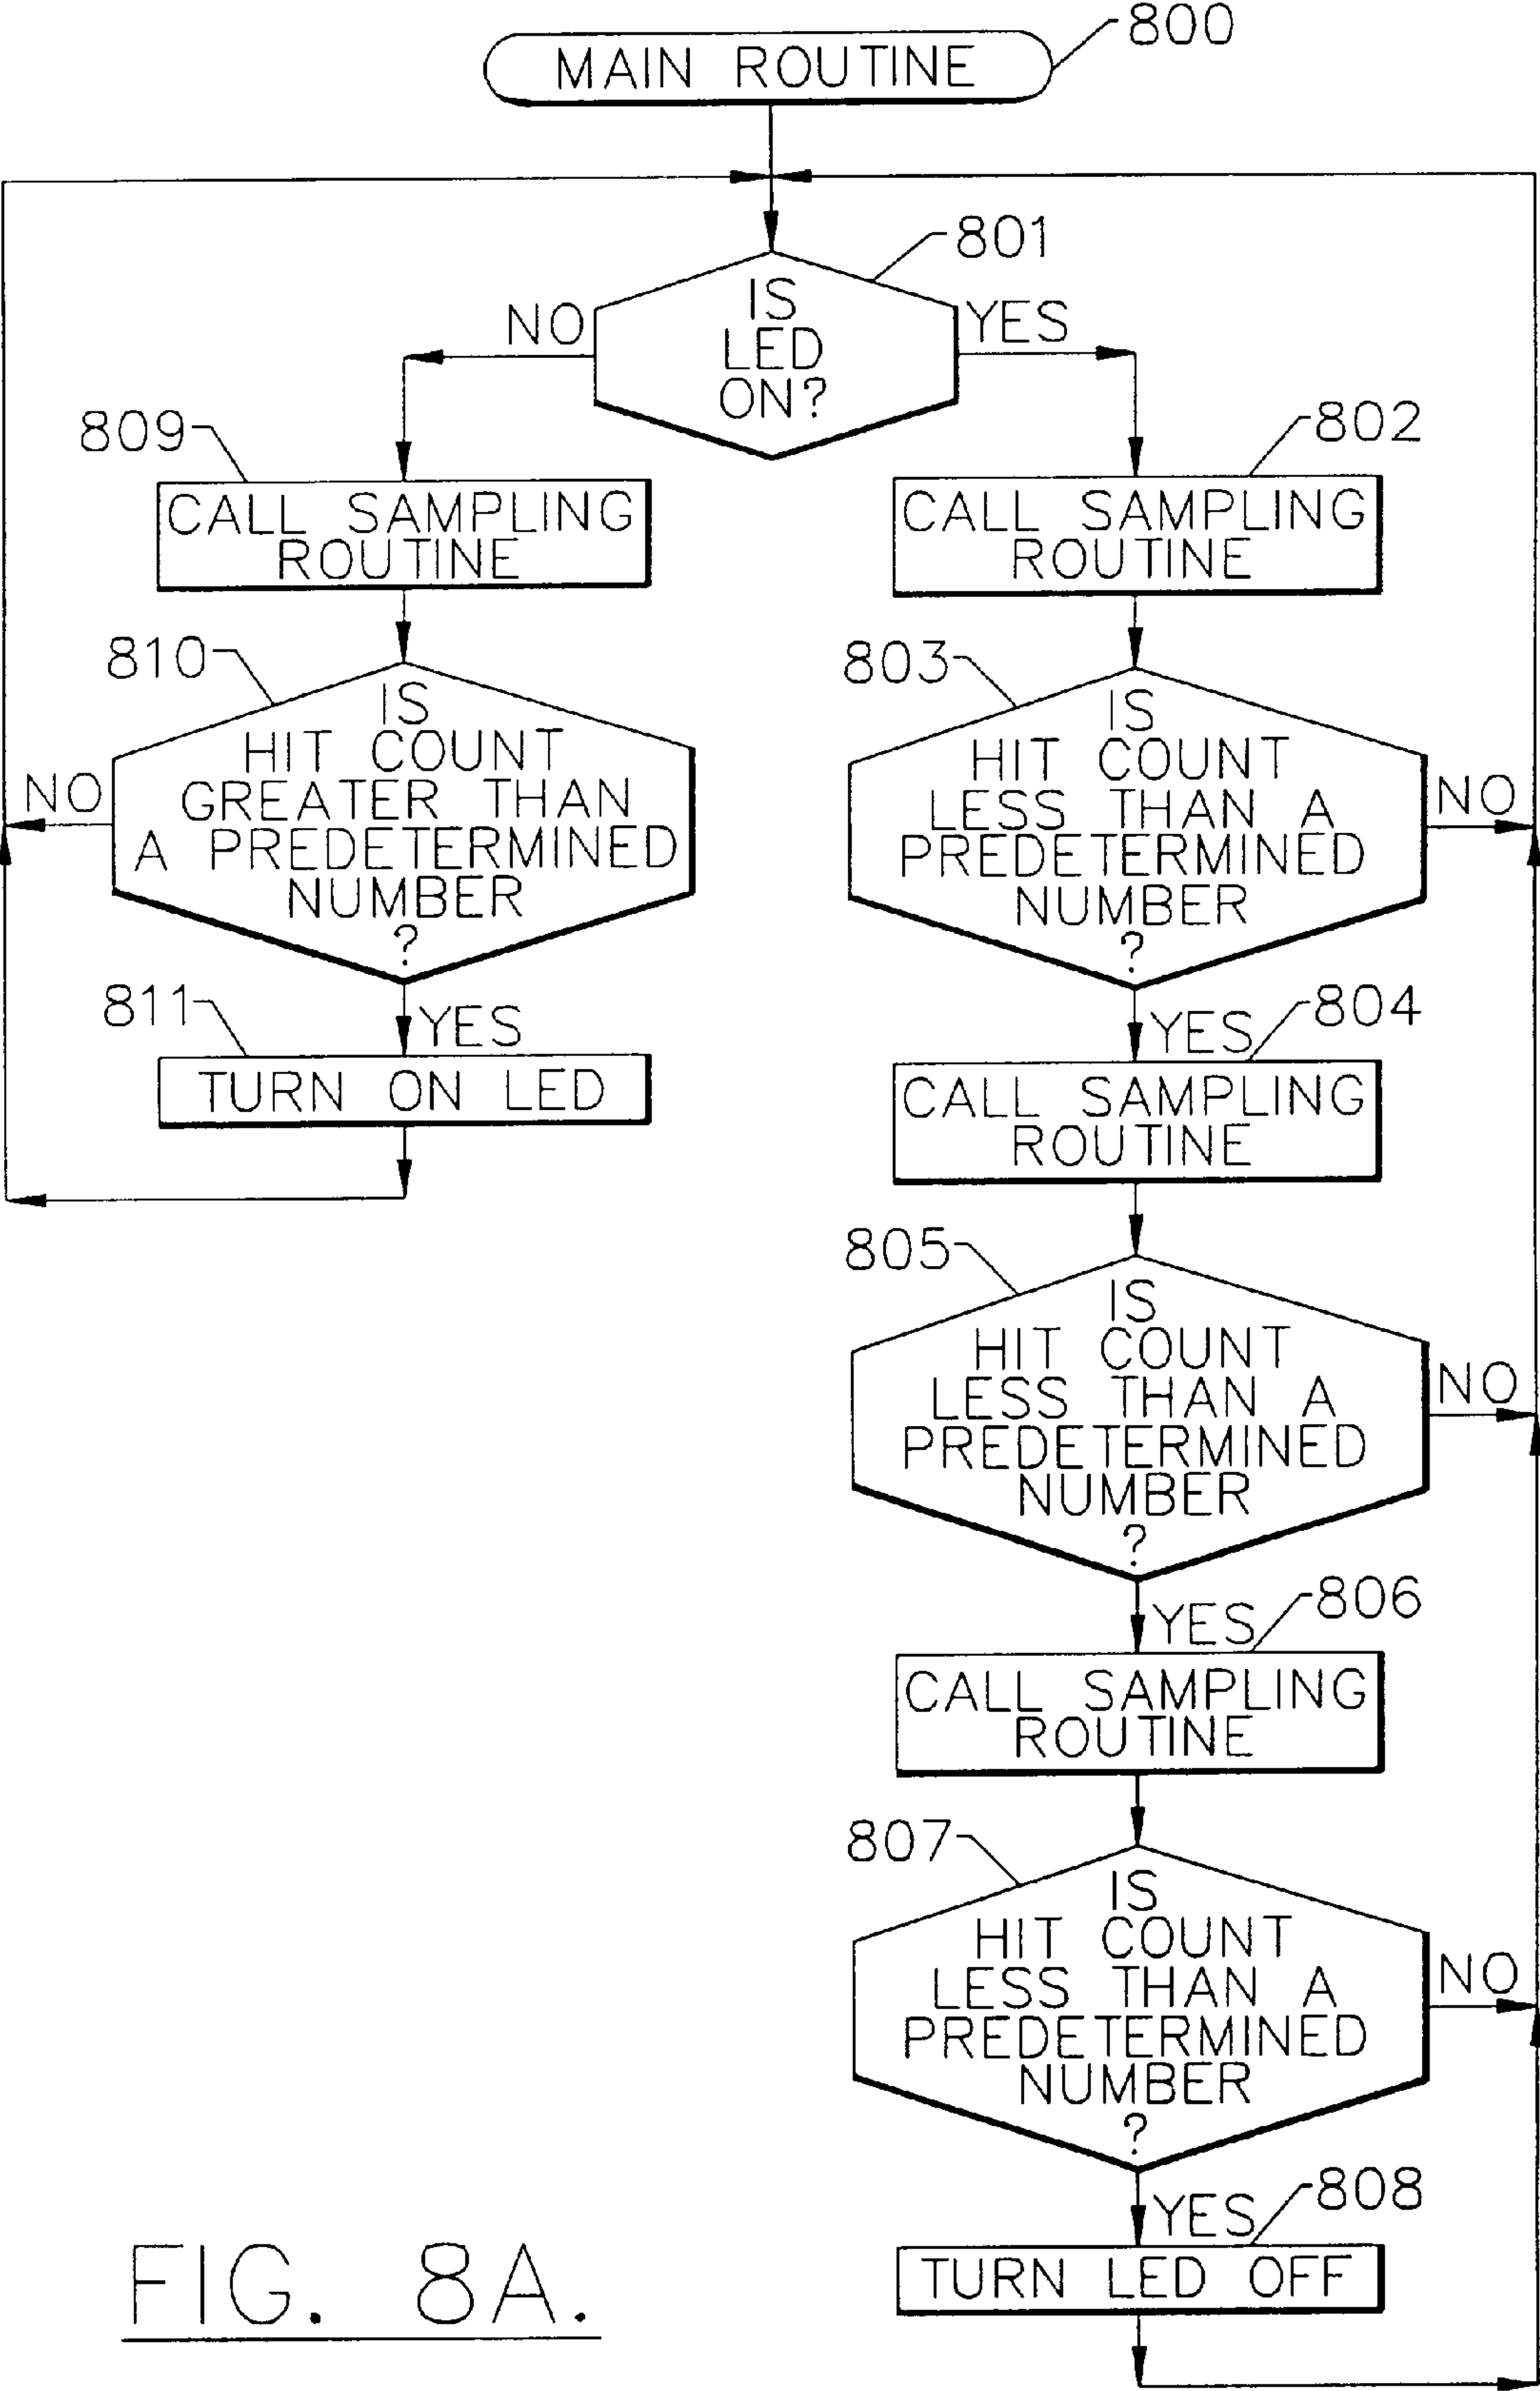 800
MAIN ROUTINE
801
IS
LED
ON?
NO
YES
809
CALL SAMPLING
ROUTINE
810
IS
HIT COUNT
GREATER THAN
A PREDETERMINED
NUMBER
?
NO
YES
811
TURN ON LED
802
CALL SAMPLING
ROUTINE
803
IS
HIT COUNT
LESS THAN A
PREDETERMINED
NUMBER
?
NO
YES
804
CALL SAMPLING
ROUTINE
805
IS
HIT COUNT
LESS THAN A
PREDETERMINED
NUMBER
?
NO
YES
806
CALL SAMPLING
ROUTINE
807
IS
HIT COUNT
LESS THAN A
PREDETERMINED
NUMBER
?
NO
YES
808
TURN LED OFF
FIG. 8A.